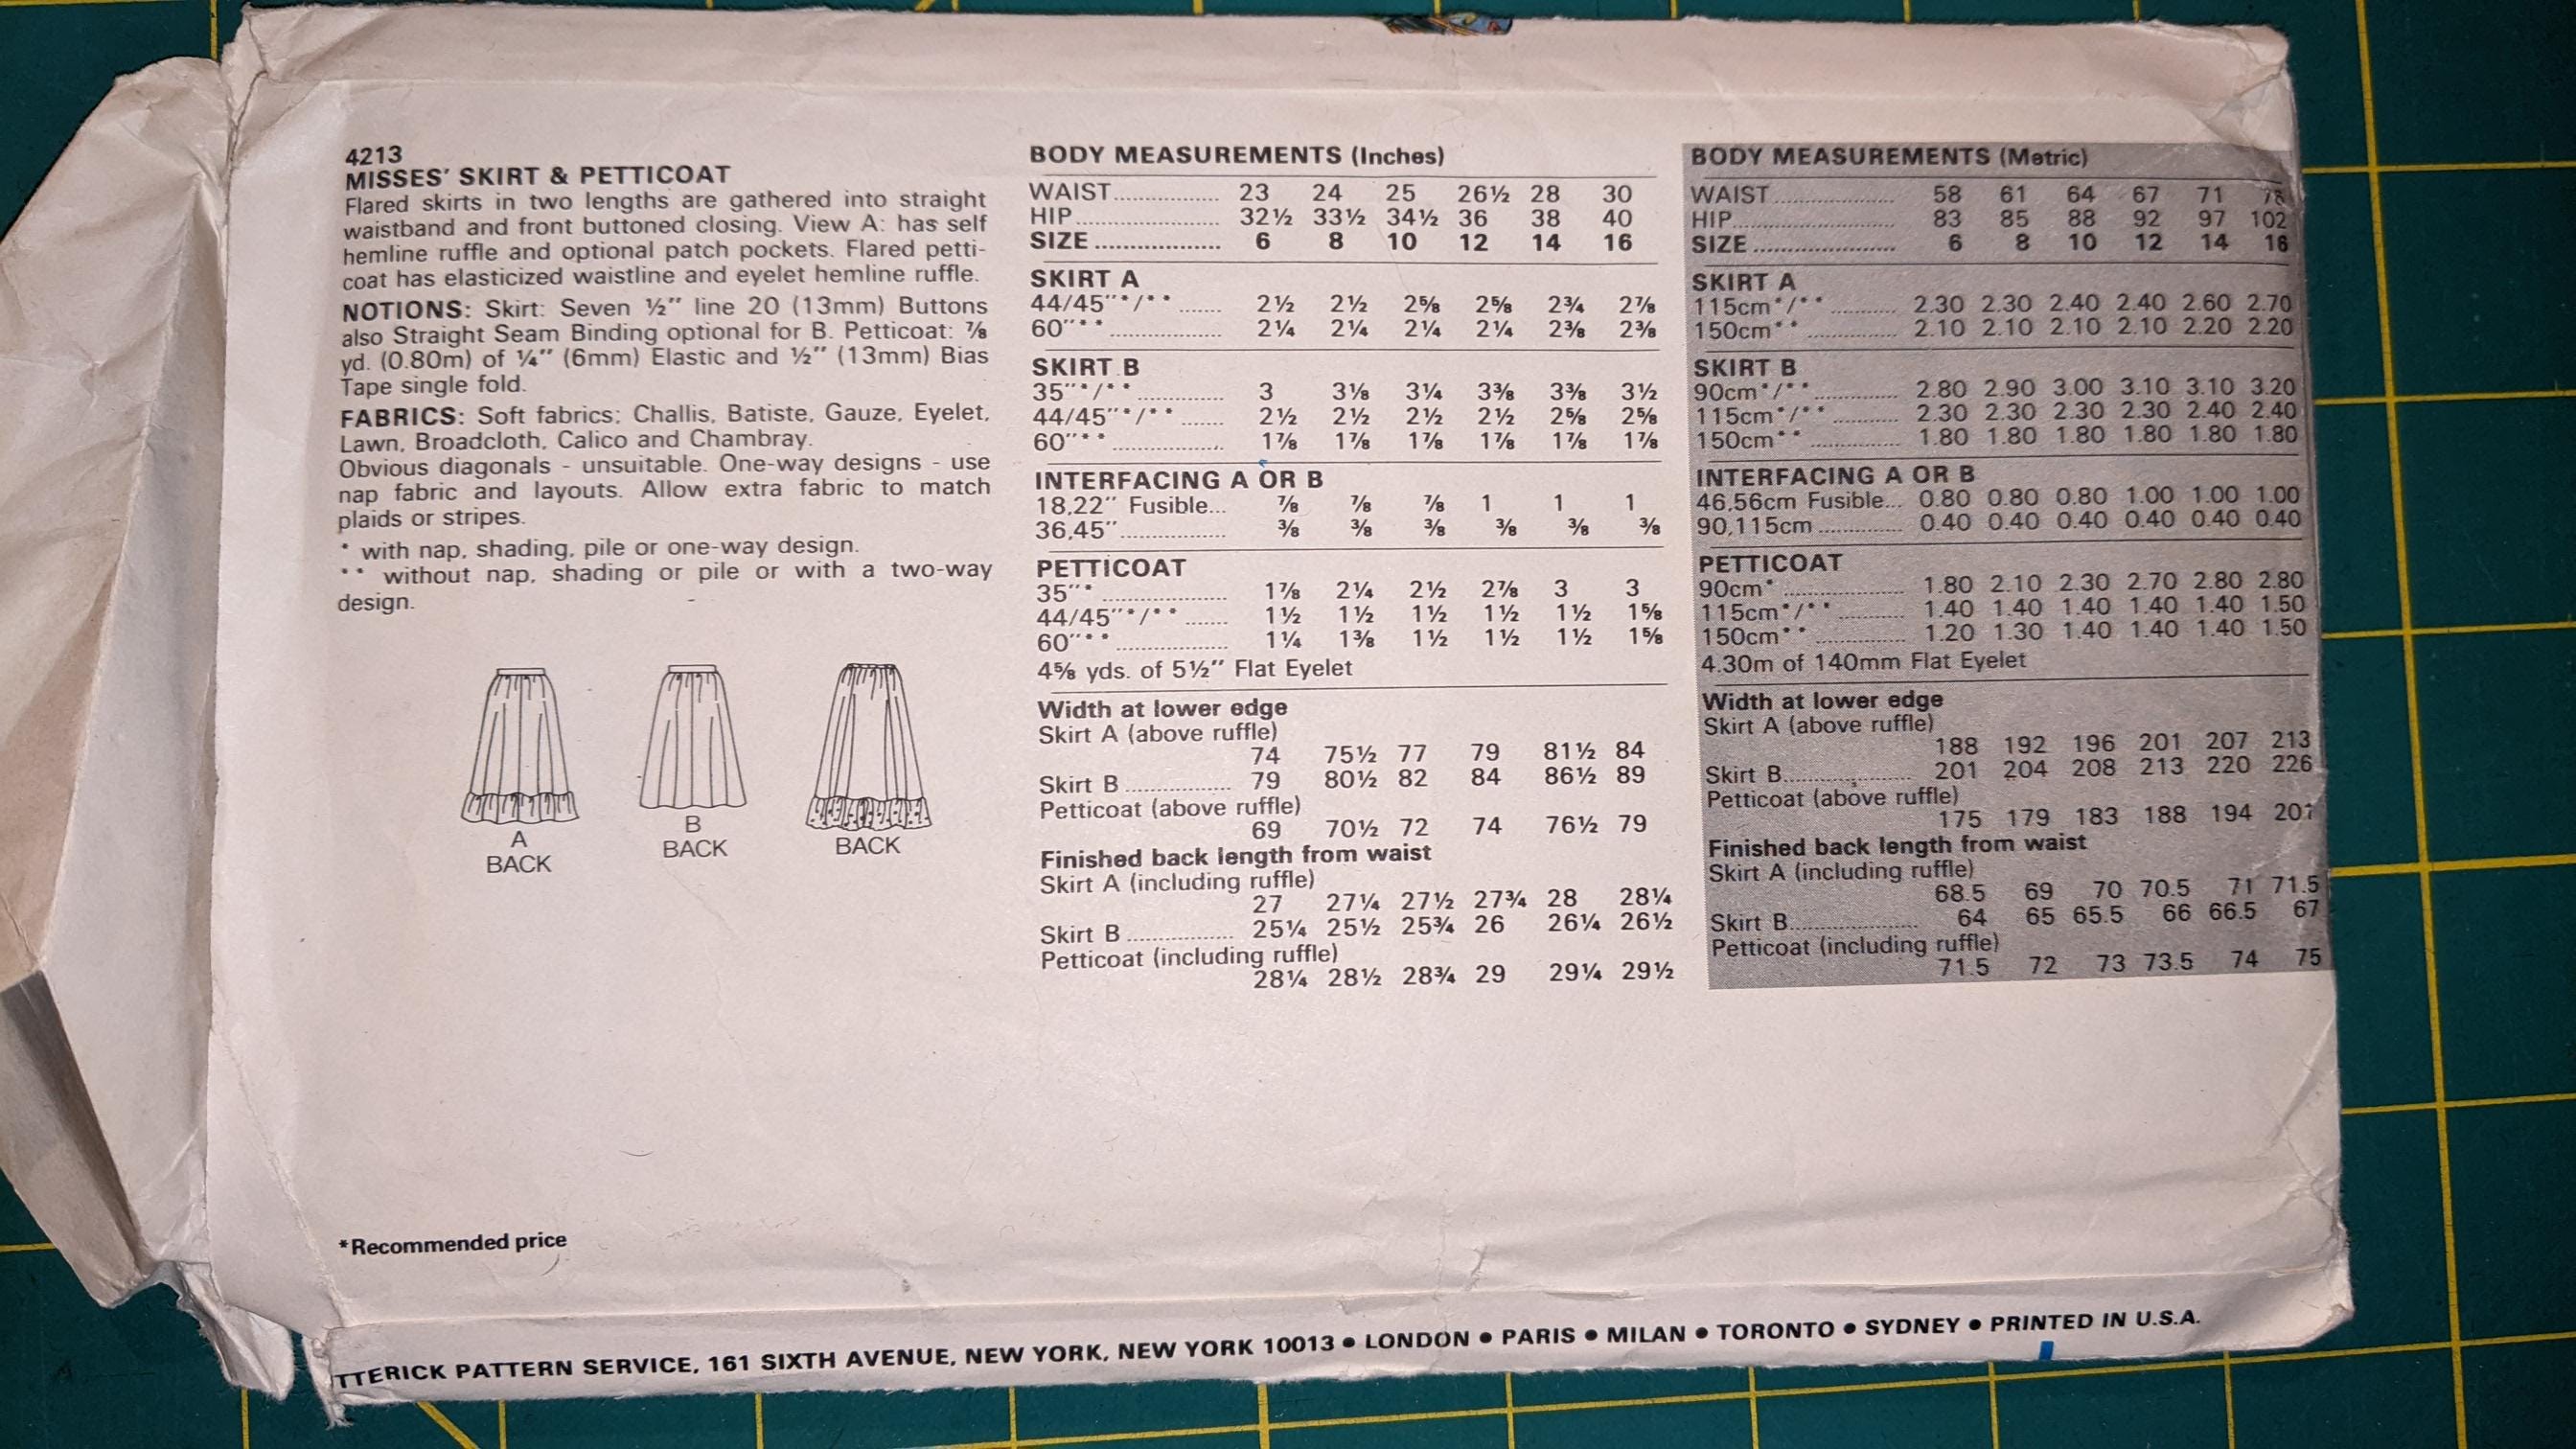 4213
MISSES' SKIRT & PETTICOAT
Flared skirts in two lengths are gathered into straight
waistband and front buttoned closing. View A: has self
hemline ruffle and optional patch pockets. Flared petti-
coat has elasticized waistline and eyelet hemline ruffle.
NOTIONS: Skirt: Seven ½" line 20 (13mm) Buttons
also Straight Seam Binding optional for B. Petticoat: ⅞
yd. (0.80m) of ¼" (6mm) Elastic and ½" (13mm) Bias
Tape single fold.
FABRICS: Soft fabrics: Challis, Batiste, Gauze, Eyelet,
Lawn, Broadcloth, Calico and Chambray.
Obvious diagonals - unsuitable. One-way designs - use
nap fabric and layouts. Allow extra fabric to match
plaids or stripes.
* with nap, shading, pile or one-way design.
** without nap, shading or pile or with a two-way
design.
A
BACK
B
BACK
BACK
*Recommended price
BODY MEASUREMENTS (Inches)
WAIST 23 24 25 26½ 28 30
HIP 32½ 33½ 34½ 36 38 40
SIZE 6 8 10 12 14 16
SKIRT A
44/45"*/** 2½ 2½ 2⅝ 2⅝ 2¾ 2⅞
60"** 2¼ 2¼ 2¼ 2¼ 2⅜ 2⅜
SKIRT B
35"*/** 3 3⅛ 3¼ 3⅜ 3⅜ 3½
44/45"*/** 2½ 2½ 2½ 2½ 2⅝ 2⅝
60"** 1⅞ 1⅞ 1⅞ 1⅞ 1⅞ 1⅞
INTERFACING A OR B
18,22" Fusible... ⅞ ⅞ ⅞ 1 1 1
36,45" ⅜ ⅜ ⅜ ⅜ ⅜ ⅜
PETTICOAT
35"* 1⅞ 2¼ 2½ 2⅞ 3 3
44/45"*/** 1½ 1½ 1½ 1½ 1½ 1⅝
60"** 1¼ 1⅜ 1½ 1½ 1½ 1⅝
4⅝ yds. of 5½" Flat Eyelet
Width at lower edge
Skirt A (above ruffle)
74 75½ 77 79 81½ 84
Skirt B 79 80½ 82 84 86½ 89
Petticoat (above ruffle)
69 70½ 72 74 76½ 79
Finished back length from waist
Skirt A (including ruffle)
27 27¼ 27½ 27¾ 28 28¼
Skirt B 25¼ 25½ 25¾ 26 26¼ 26½
Petticoat (including ruffle)
28¼ 28½ 28¾ 29 29¼ 29½
BODY MEASUREMENTS (Metric)
WAIST 58 61 64 67 71
HIP 83 85 88 92 97 102
SIZE 6 8 10 12 14 16
SKIRT A
115cm*/** 2.30 2.30 2.40 2.40 2.60 2.70
150cm** 2.10 2.10 2.10 2.10 2.20 2.20
SKIRT B
90cm*/** 2.80 2.90 3.00 3.10 3.10 3.20
115cm*/** 2.30 2.30 2.30 2.30 2.40 2.40
150cm** 1.80 1.80 1.80 1.80 1.80 1.80
INTERFACING A OR B
46,56cm Fusible... 0.80 0.80 0.80 1.00 1.00 1.00
90,115cm 0.40 0.40 0.40 0.40 0.40 0.40
PETTICOAT
90cm* 1.80 2.10 2.30 2.70 2.80 2.80
115cm*/** 1.40 1.40 1.40 1.40 1.40 1.50
150cm** 1.20 1.30 1.40 1.40 1.40 1.50
4.30m of 140mm Flat Eyelet
Width at lower edge
Skirt A (above ruffle)
188 192 196 201 207 213
Skirt B 201 204 208 213 220 226
Petticoat (above ruffle)
175 179 183 188 194 201
Finished back length from waist
Skirt A (including ruffle)
68.5 69 70 70.5 71 71.5
Skirt B 64 65 65.5 66 66.5 67
Petticoat (including ruffle)
71.5 72 73 73.5 74 75
TTERICK PATTERN SERVICE, 161 SIXTH AVENUE, NEW YORK, NEW YORK 10013 • LONDON • PARIS • MILAN • TORONTO • SYDNEY • PRINTED IN U.S.A.